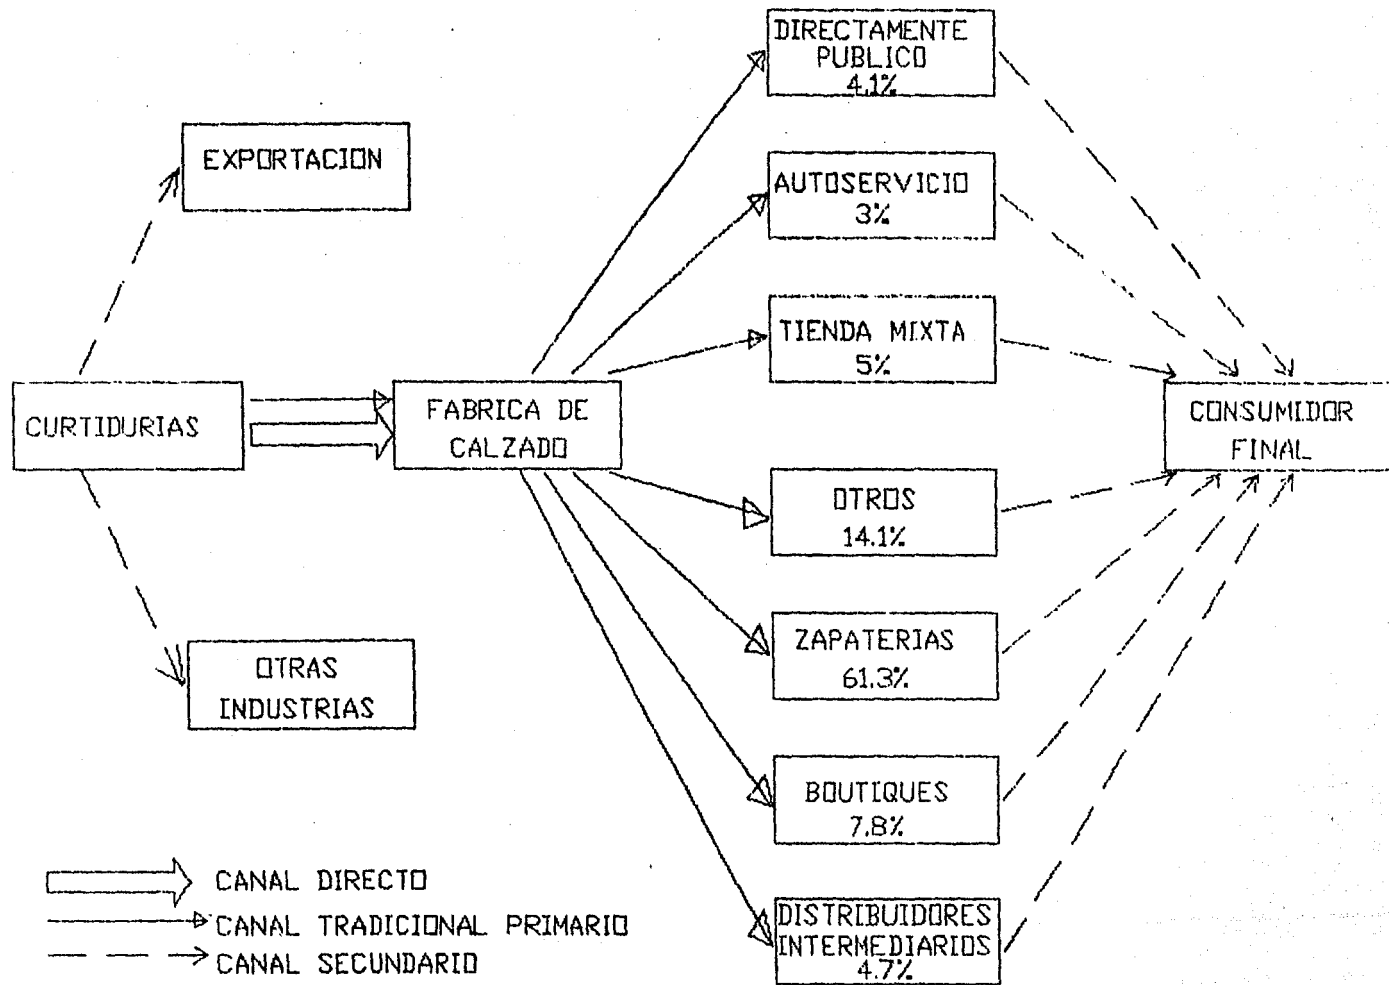 DIRECTAMENTE
PUBLICO
4.1%
EXPORTACION
AUTOSERVICIO
3%
TIENDA MIXTA
5%
CURTIDURIAS
FABRICA DE
CALZADO
CONSUMIDOR
FINAL
OTROS
14.1%
ZAPATERIAS
61.3%
OTRAS
INDUSTRIAS
BOUTIQUES
7.8%
DISTRIBUIDORES
INTERMEDIARIOS
4.7%
CANAL DIRECTO
CANAL TRADICIONAL PRIMARIO
CANAL SECUNDARIO